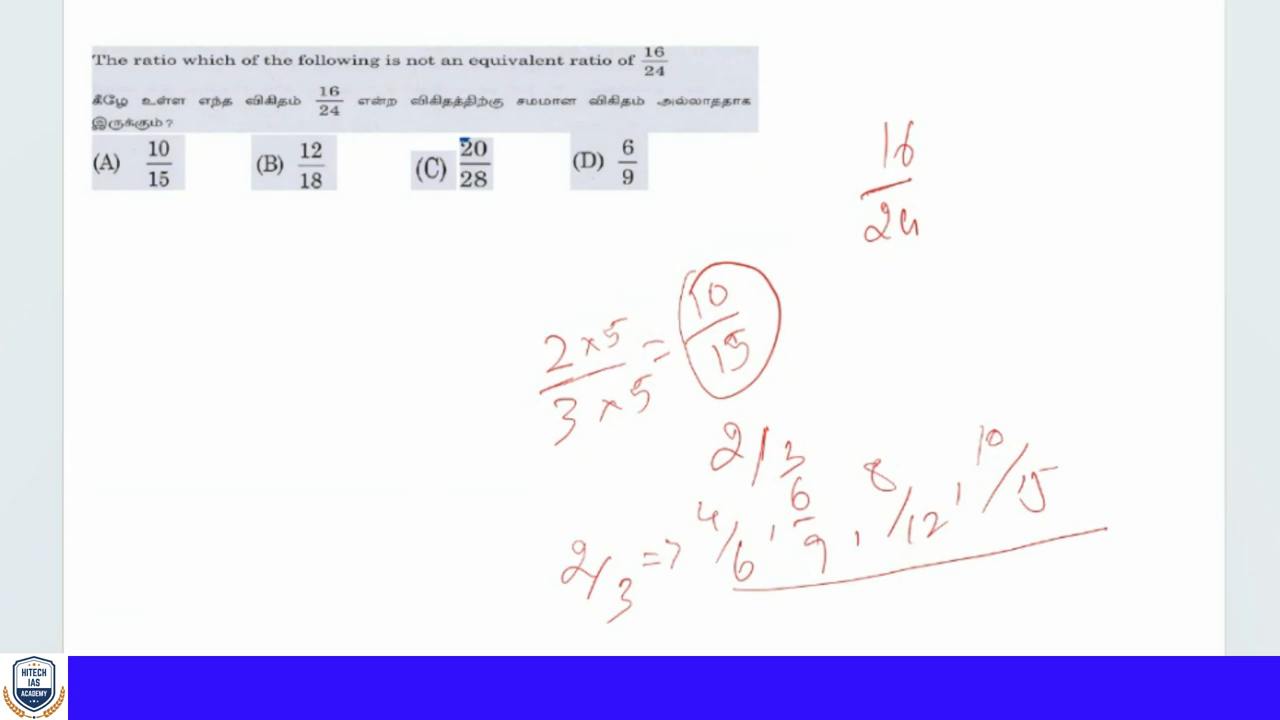 The ratio which of the following is not an equivalent ratio of 16/24
கீழே உள்ள எந்த விகிதம் 16/24 என்ற விகிதத்திற்கு சமமான விகிதம் அல்லாததாக
இருக்கும்?
(A) 10/15 (B) 12/18 (C) 20/28 (D) 6/9
16/24
2×5/3×5 = 10/15
2/3
2/3 => 4/6, 6/9, 8/12, 10/15
HITECH
IAS
ACADEMY